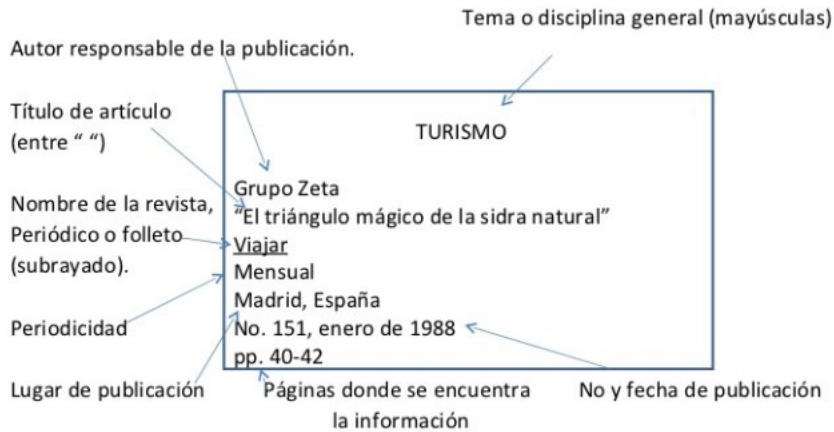 Tema o disciplina general (mayúsculas)
Autor responsable de la publicación.
Título de artículo
(entre “ “)
TURISMO
Grupo Zeta
“El triángulo mágico de la sidra natural”
Nombre de la revista,
Periódico o folleto
(subrayado).
Viajar
Mensual
Madrid, España
Periodicidad
No. 151, enero de 1988
pp. 40-42
Lugar de publicación
Páginas donde se encuentra
la información
No y fecha de publicación